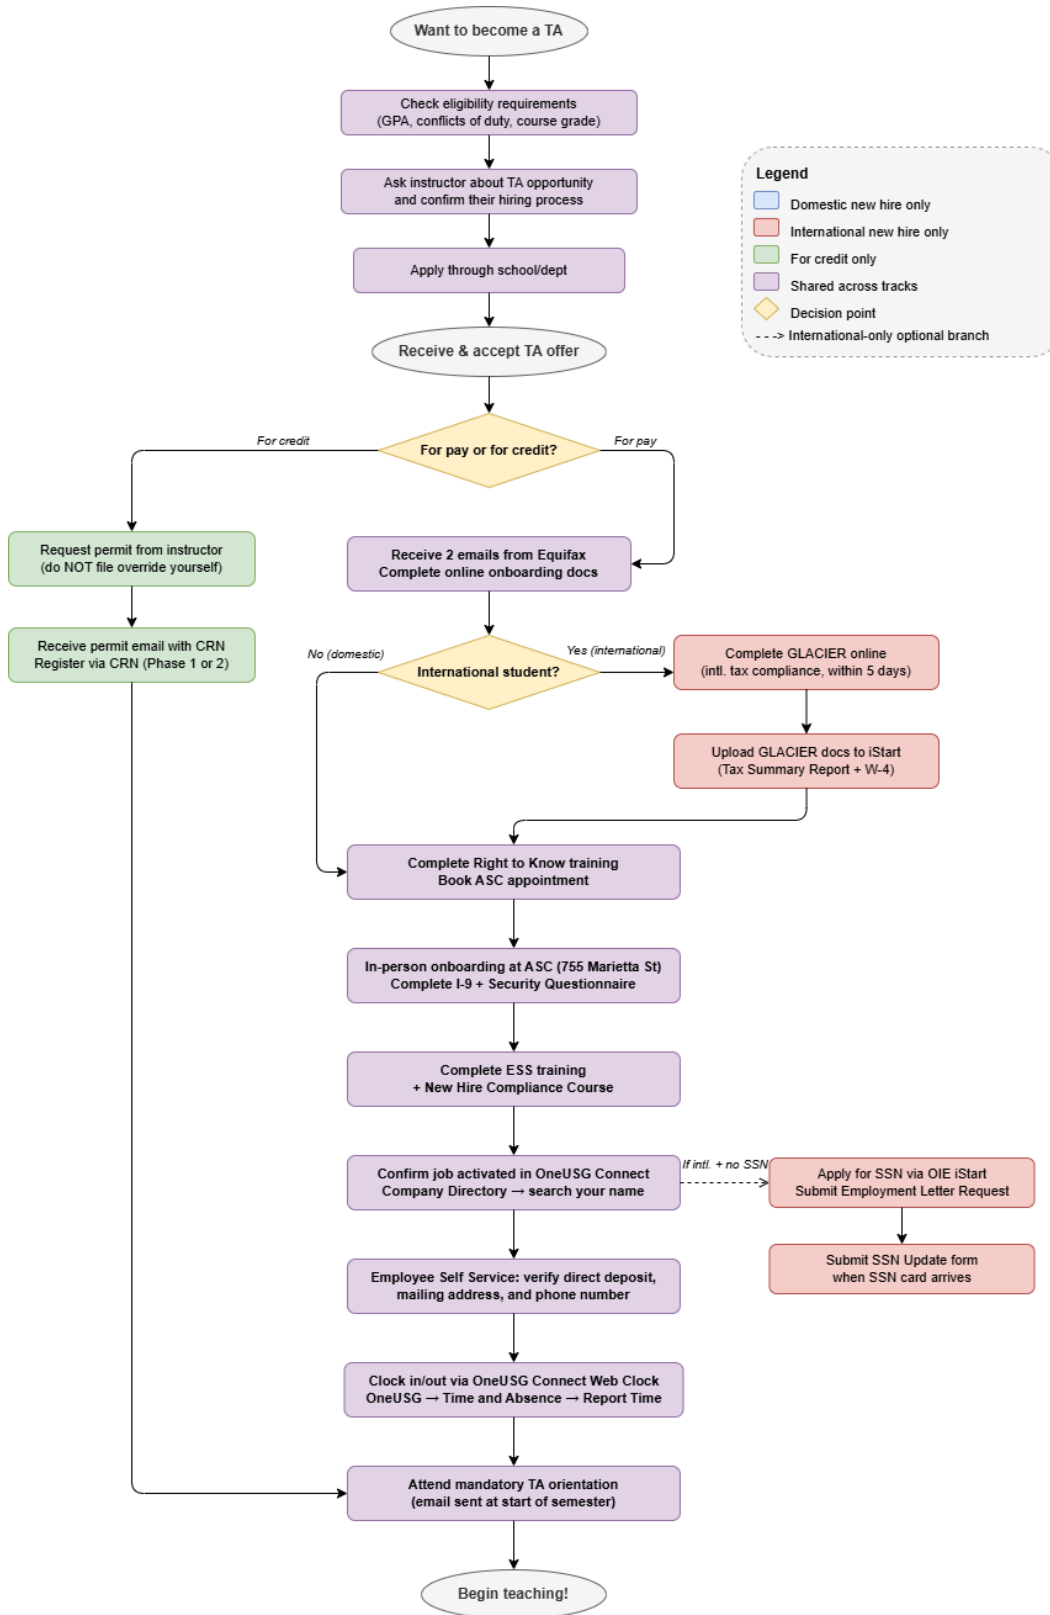 Want to become a TA
Check eligibility requirements
(GPA, conflicts of duty, course grade)
Ask instructor about TA opportunity
and confirm their hiring process
Apply through school/dept
Receive & accept TA offer
Legend
Domestic new hire only
International new hire only
For credit only
Shared across tracks
Decision point
---> International-only optional branch
For credit
For pay or for credit?
For pay
Request permit from instructor
(do NOT file override yourself)
Receive permit email with CRN
Register via CRN (Phase 1 or 2)
Receive 2 emails from Equifax
Complete online onboarding docs
No (domestic)
International student?
Yes (international)
Complete GLACIER online
(intl. tax compliance, within 5 days)
Upload GLACIER docs to iStart
(Tax Summary Report + W-4)
Complete Right to Know training
Book ASC appointment
In-person onboarding at ASC (755 Marietta St)
Complete I-9 + Security Questionnaire
Complete ESS training
+ New Hire Compliance Course
Confirm job activated in OneUSG Connect
Company Directory → search your name
If intl. + no SSN
Apply for SSN via OIE iStart
Submit Employment Letter Request
Submit SSN Update form
when SSN card arrives
Employee Self Service: verify direct deposit,
mailing address, and phone number
Clock in/out via OneUSG Connect Web Clock
OneUSG → Time and Absence → Report Time
Attend mandatory TA orientation
(email sent at start of semester)
Begin teaching!